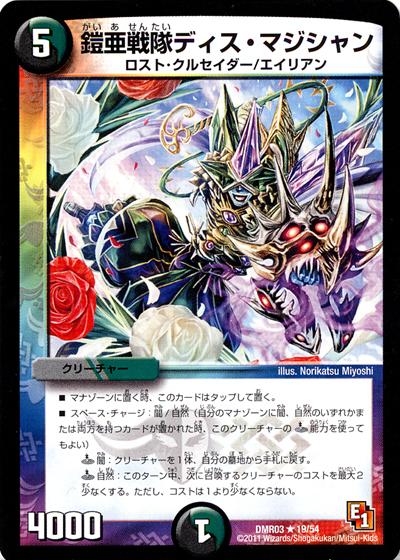 5
がいあせんたい
鎧亜戦隊ディス・マジシャン
ロスト・クルセイダー/エイリアン
illus. Norikatsu Miyoshi
クリーチャー
■ マナゾーンに置く時、このカードはタップして置く。
■ スペース・チャージ：闇/自然（自分のマナゾーンに闇、自然のいずれかま
たは両方を持つカードが置かれた時、このクリーチャーの能力を使って
もよい）
闇：クリーチャーを1体、自分の墓地から手札に戻す。
自然：このターン中、次に召喚するクリーチャーのコストを最大2
少なくする。ただし、コストは1より少なくならない。
4000
1
DMR03 ★ 19/54
©2011 Wizards/Shogakukan/Mitsui-Kids
E1